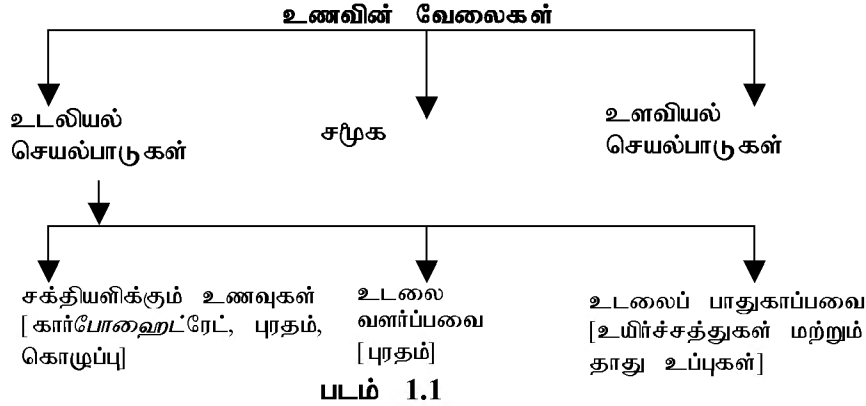 உணவின் வேலைகள்
உடலியல்
செயல்பாடுகள்
சமூக
உளவியல்
செயல்பாடுகள்
சக்தியளிக்கும் உணவுகள்
[கார்போஹைட்ரேட், புரதம்,
கொழுப்பு]
உடலை
வளர்ப்பவை
[புரதம்]
உடலைப் பாதுகாப்பவை
[உயிர்ச்சத்துகள் மற்றும்
தாது உப்புகள்]
படம் 1.1